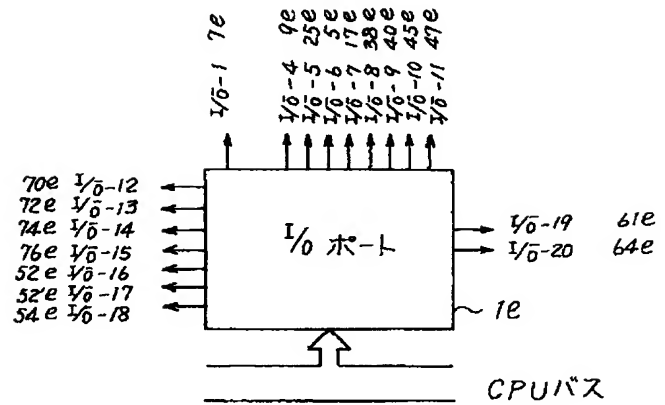 I/O-1 7e
I/O-4 9e
I/O-5 25e
I/O-6 5e
I/O-7 17e
I/O-8 38e
I/O-9 40e
I/O-10 45e
I/O-11 47e
70e I/O-12
72e I/O-13
74e I/O-14
76e I/O-15
52e I/O-16
52'e I/O-17
54e I/O-18
I/O ポート
I/O-19 61e
I/O-20 64e
1e
CPUバス